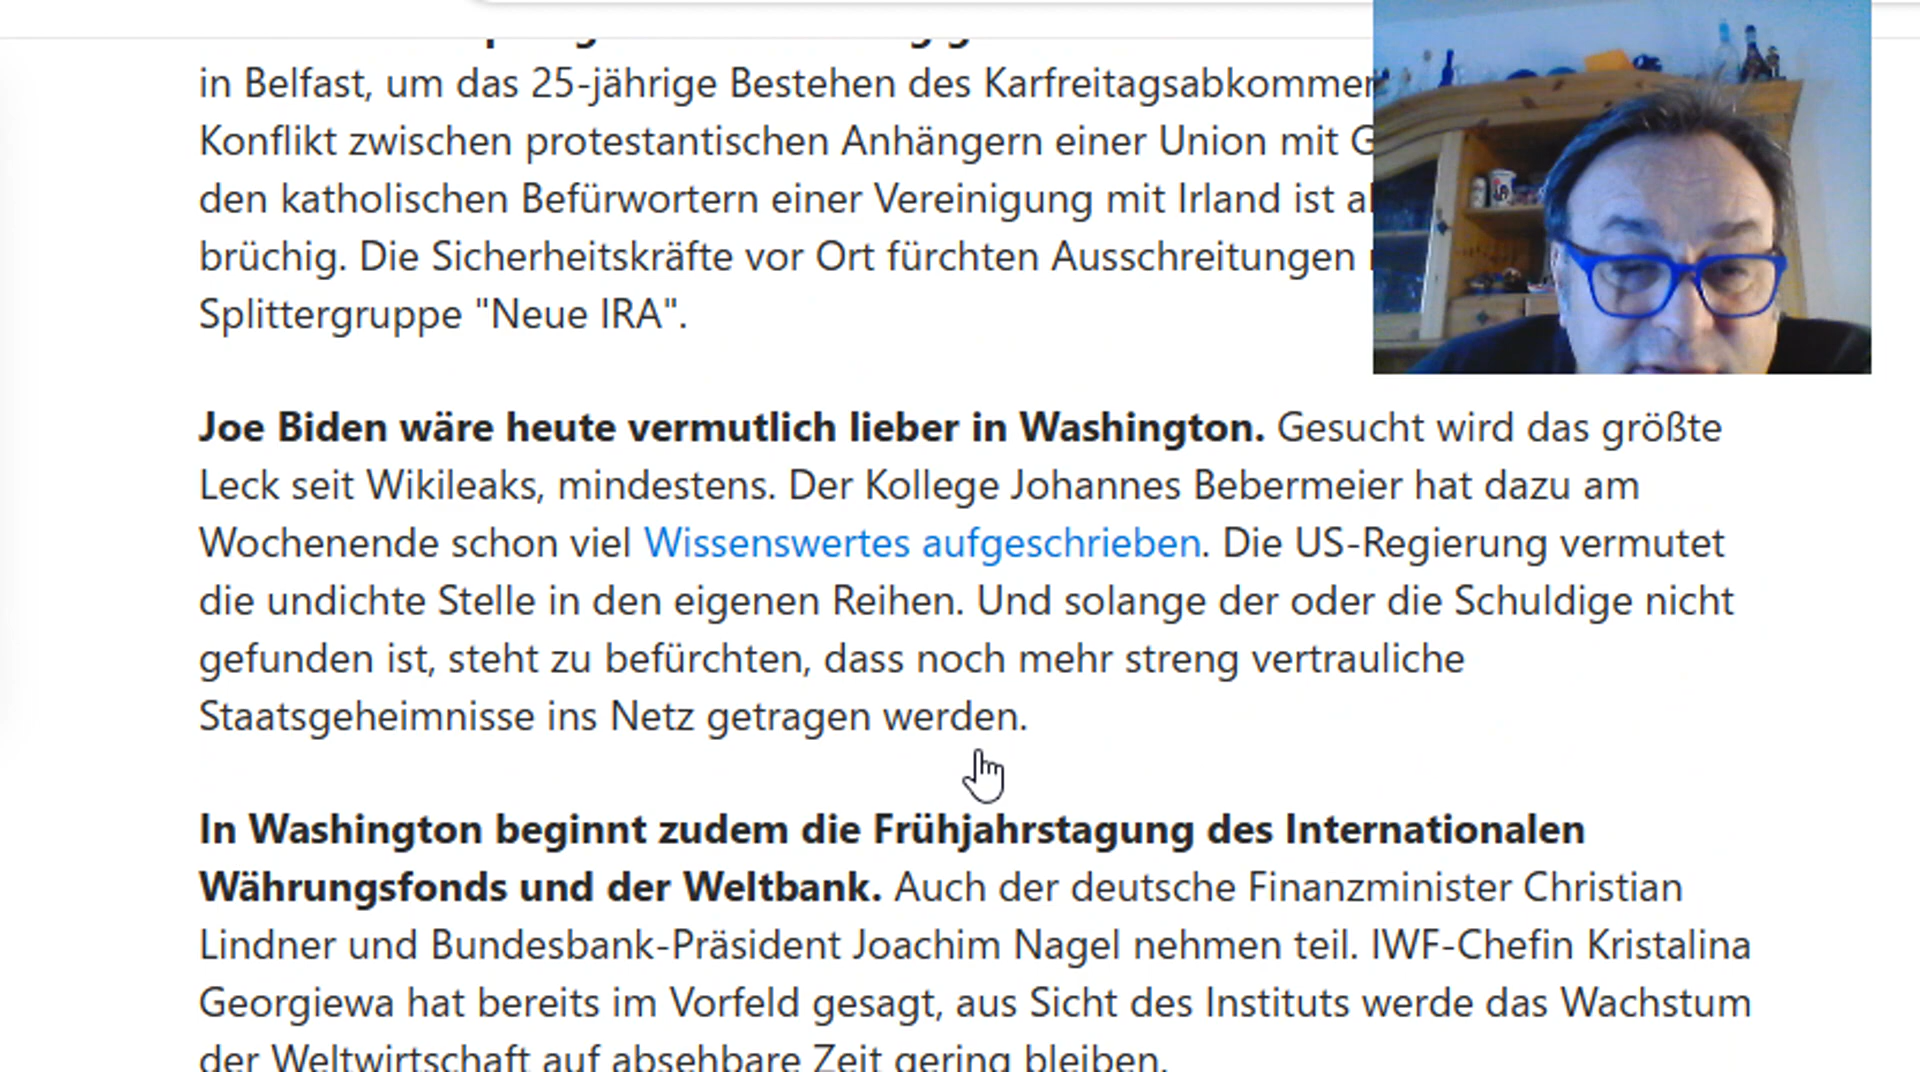 in Belfast, um das 25-jährige Bestehen des
Konflikt zwischen protestantischen Anhängern einer Union mit
den katholischen Befürwortern einer Vereinigung mit Irland ist
brüchig. Die Sicherheitskräfte vor Ort fürchten Ausschreitungen
Splittergruppe "Neue IRA".
Joe Biden wäre heute vermutlich lieber in Washington. Gesucht wird das größte
Leck seit Wikileaks, mindestens. Der Kollege Johannes Bebermeier hat dazu am
Wochenende schon viel Wissenswertes aufgeschrieben. Die US-Regierung vermutet
die undichte Stelle in den eigenen Reihen. Und solange der oder die Schuldige nicht
gefunden ist, steht zu befürchten, dass noch mehr streng vertrauliche
Staatsgeheimnisse ins Netz getragen werden.
In Washington beginnt zudem die Frühjahrstagung des Internationalen
Währungsfonds und der Weltbank. Auch der deutsche Finanzminister Christian
Lindner und Bundesbank-Präsident Joachim Nagel nehmen teil. IWF-Chefin Kristalina
Georgiewa hat bereits im Vorfeld gesagt, aus Sicht des Instituts werde das Wachstum
der Weltwirtschaft auf absehbare Zeit gering bleiben.